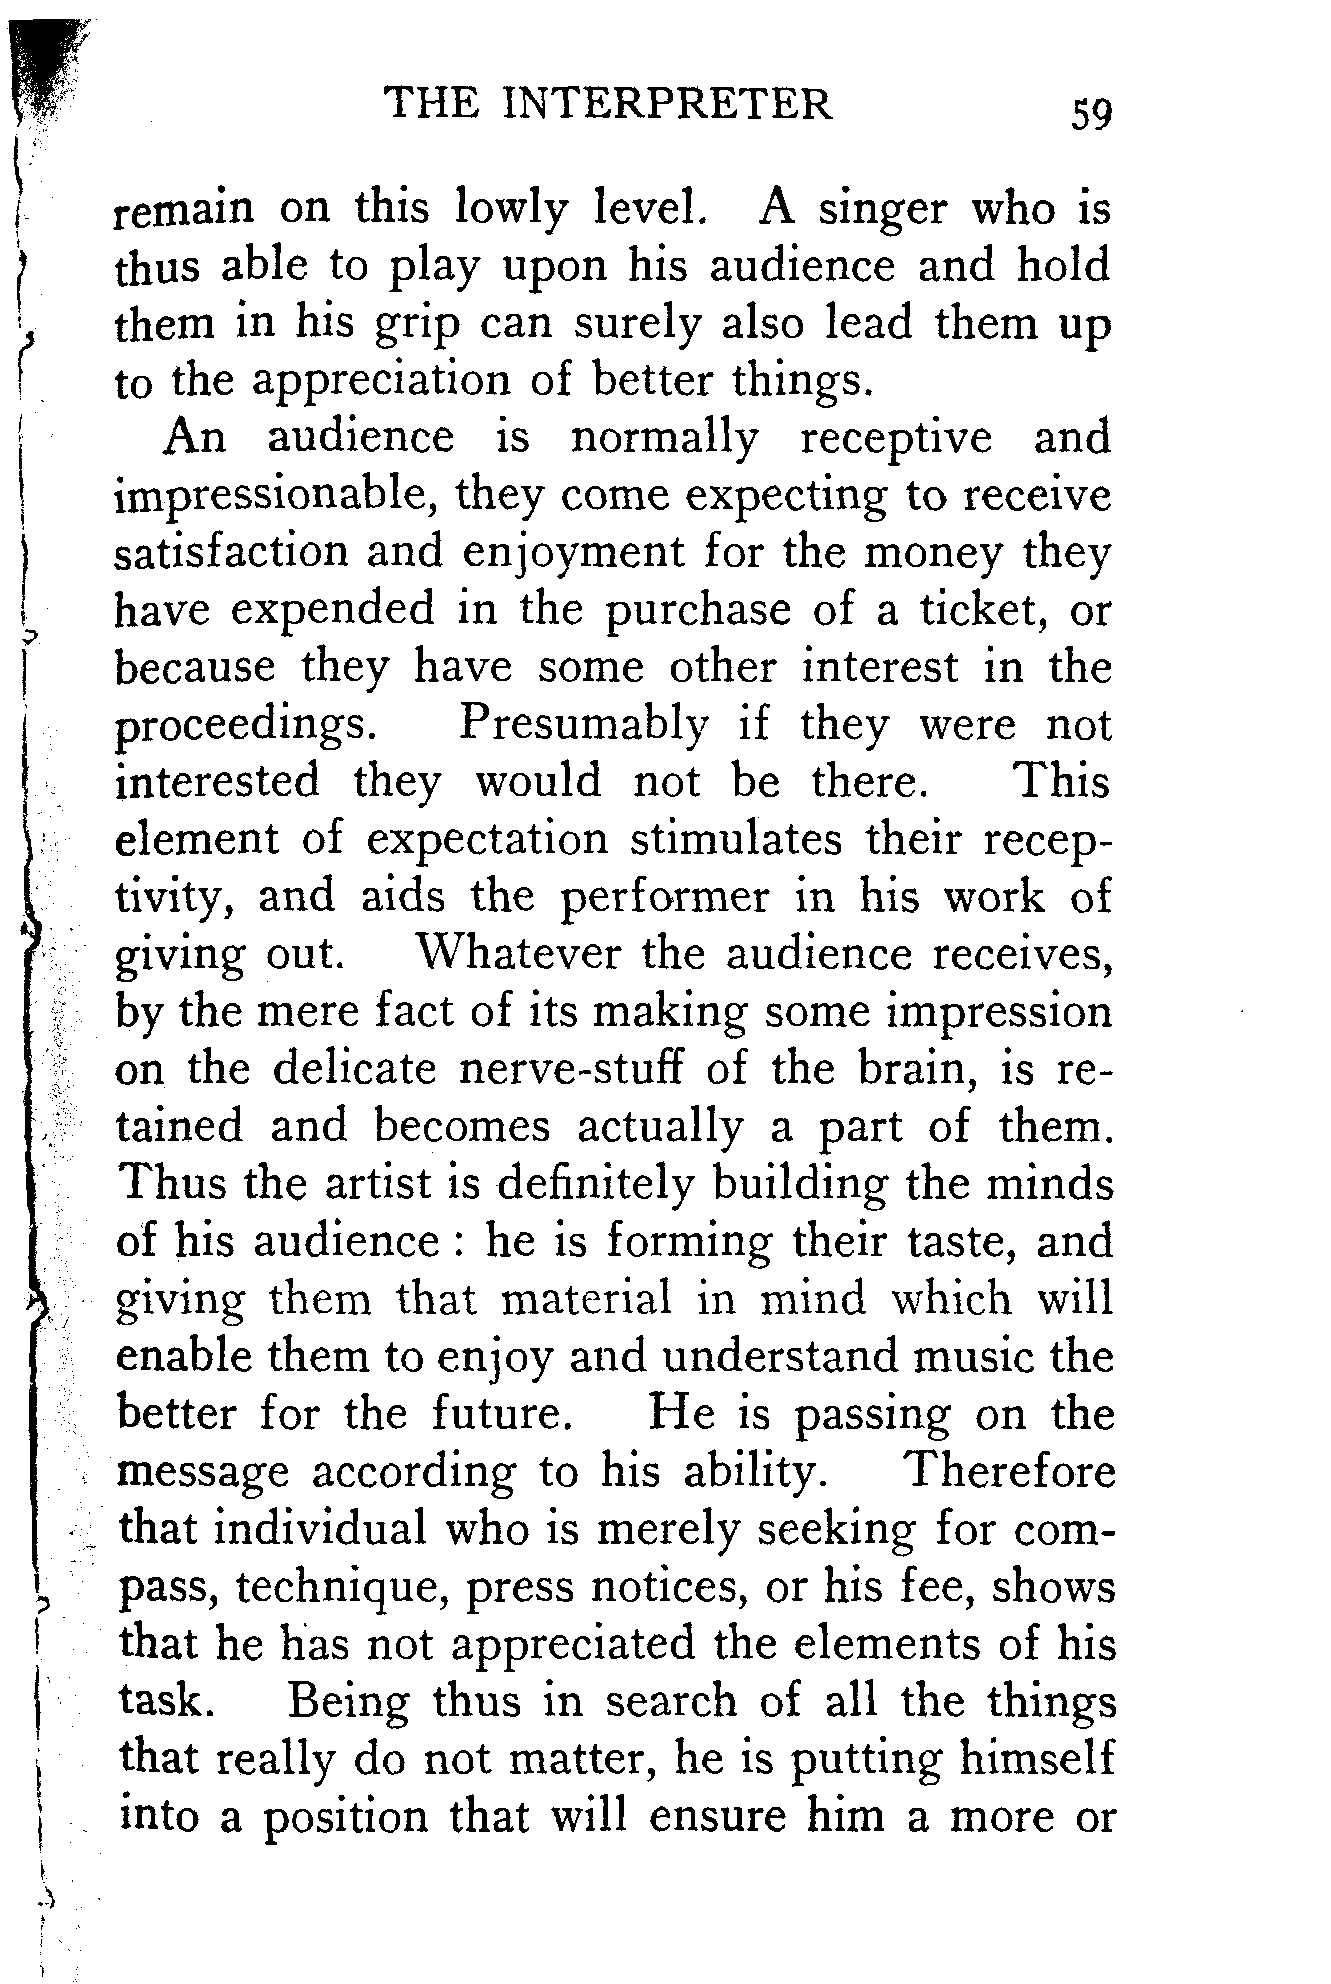 THE INTERPRETER 59
remain on this lowly level. A singer who is
thus able to play upon his audience and hold
them in his grip can surely also lead them up
to the appreciation of better things.
An audience is normally receptive and
impressionable, they come expecting to receive
satisfaction and enjoyment for the money they
have expended in the purchase of a ticket, or
because they have some other interest in the
proceedings. Presumably if they were not
interested they would not be there. This
element of expectation stimulates their recep-
tivity, and aids the performer in his work of
giving out. Whatever the audience receives,
by the mere fact of its making some impression
on the delicate nerve-stuff of the brain, is re-
tained and becomes actually a part of them.
Thus the artist is definitely building the minds
of his audience : he is forming their taste, and
giving them that material in mind which will
enable them to enjoy and understand music the
better for the future. He is passing on the
message according to his ability. Therefore
that individual who is merely seeking for com-
pass, technique, press notices, or his fee, shows
that he has not appreciated the elements of his
task. Being thus in search of all the things
that really do not matter, he is putting himself
into a position that will ensure him a more or